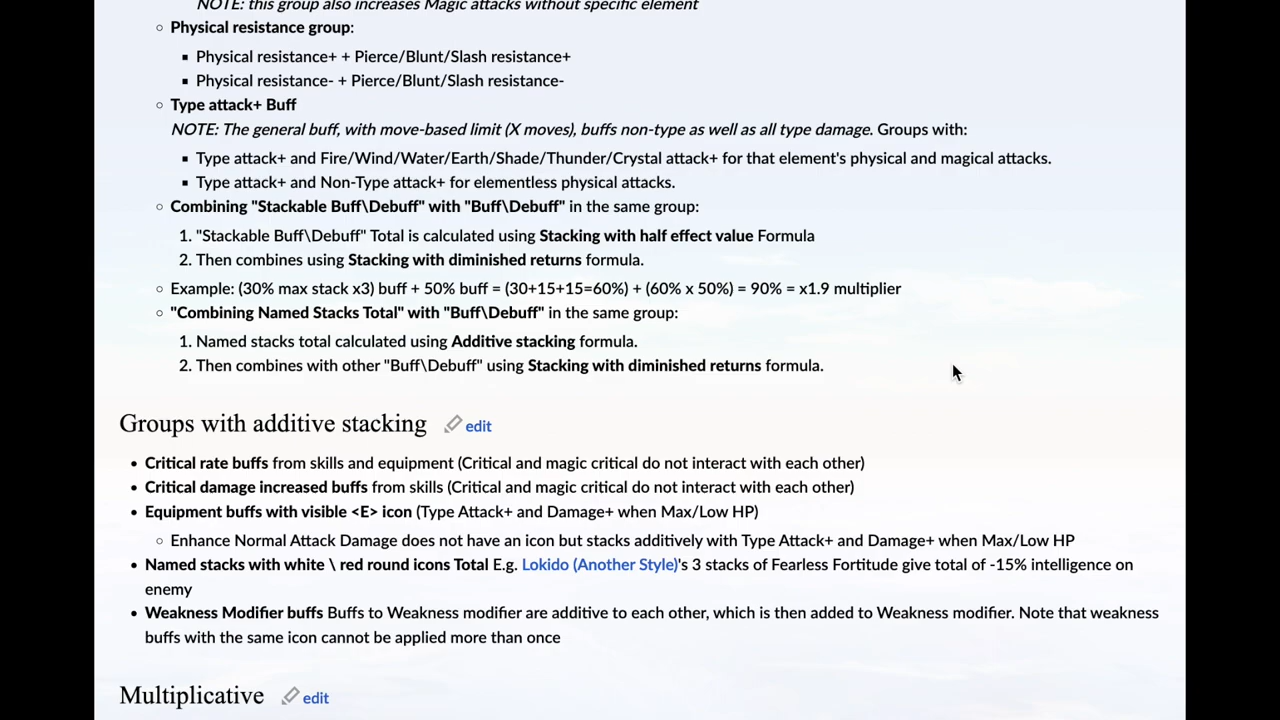 NOTE: this group also increases Magic attacks without specific element
Physical resistance group:
Physical resistance+ + Pierce/Blunt/Slash resistance+
Physical resistance- + Pierce/Blunt/Slash resistance-
Type attack+ Buff
NOTE: The general buff, with move-based limit (X moves), buffs non-type as well as all type damage. Groups with:
Type attack+ and Fire/Wind/Water/Earth/Shade/Thunder/Crystal attack+ for that element's physical and magical attacks.
Type attack+ and Non-Type attack+ for elementless physical attacks.
Combining "Stackable Buff\Debuff" with "Buff\Debuff" in the same group:
1. "Stackable Buff\Debuff" Total is calculated using Stacking with half effect value Formula
2. Then combines using Stacking with diminished returns formula.
Example: (30% max stack x3) buff + 50% buff = (30+15+15=60%) + (60% x 50%) = 90% = x1.9 multiplier
"Combining Named Stacks Total" with "Buff\Debuff" in the same group:
1. Named stacks total calculated using Additive stacking formula.
2. Then combines with other "Buff\Debuff" using Stacking with diminished returns formula.
Groups with additive stacking edit
Critical rate buffs from skills and equipment (Critical and magic critical do not interact with each other)
Critical damage increased buffs from skills (Critical and magic critical do not interact with each other)
Equipment buffs with visible <E> icon (Type Attack+ and Damage+ when Max/Low HP)
Enhance Normal Attack Damage does not have an icon but stacks additively with Type Attack+ and Damage+ when Max/Low HP
Named stacks with white \ red round icons Total E.g. Lokido (Another Style)'s 3 stacks of Fearless Fortitude give total of -15% intelligence on
enemy
Weakness Modifier buffs Buffs to Weakness modifier are additive to each other, which is then added to Weakness modifier. Note that weakness
buffs with the same icon cannot be applied more than once
Multiplicative edit